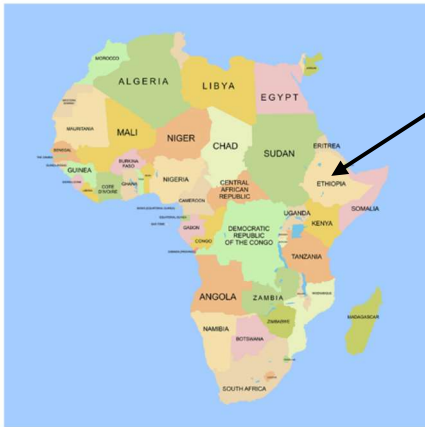 MOROCCO
ALGERIA
LIBYA
EGYPT
MAURITANIA
MALI
NIGER
CHAD
SUDAN
ERITREA
SENEGAL
GUINEA
BURKINA
FASO
COTE
D'IVOIRE
GHANA
NIGERIA
ETHIOPIA
SOMALIA
CENTRAL
AFRICAN
REPUBLIC
CAMEROON
UGANDA
KENYA
GABON
CONGO
DEMOCRATIC
REPUBLIC
OF THE CONGO
TANZANIA
ANGOLA
ZAMBIA
ZIMBABWE
MADAGASCAR
NAMIBIA
BOTSWANA
SOUTH AFRICA